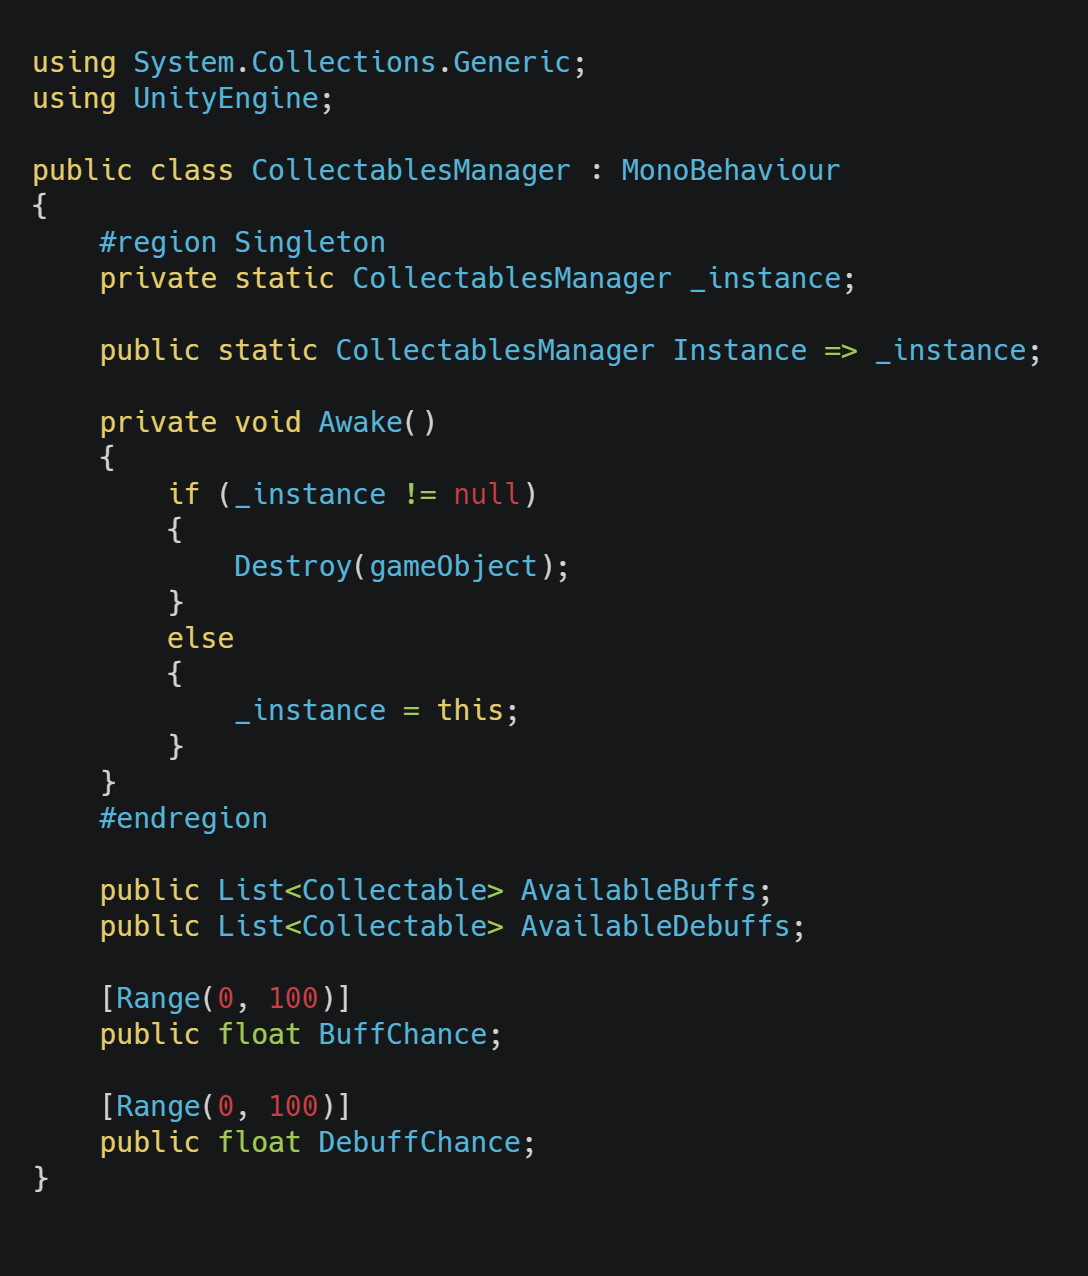 using System.Collections.Generic;
using UnityEngine;

public class CollectablesManager : MonoBehaviour
{
    #region Singleton
    private static CollectablesManager _instance;

    public static CollectablesManager Instance => _instance;

    private void Awake()
    {
        if (_instance != null)
        {
            Destroy(gameObject);
        }
        else
        {
            _instance = this;
        }
    }
    #endregion

    public List<Collectable> AvailableBuffs;
    public List<Collectable> AvailableDebuffs;

    [Range(0, 100)]
    public float BuffChance;

    [Range(0, 100)]
    public float DebuffChance;
}